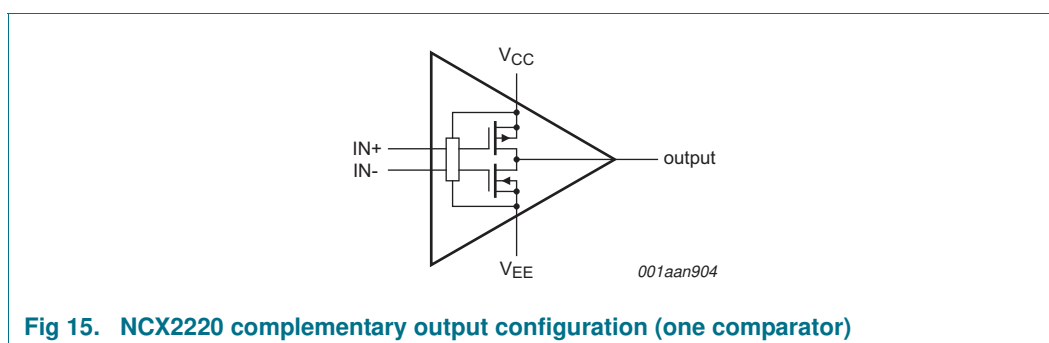 VCC
IN+
IN-
output
VEE
001aan904
Fig 15. NCX2220 complementary output configuration (one comparator)